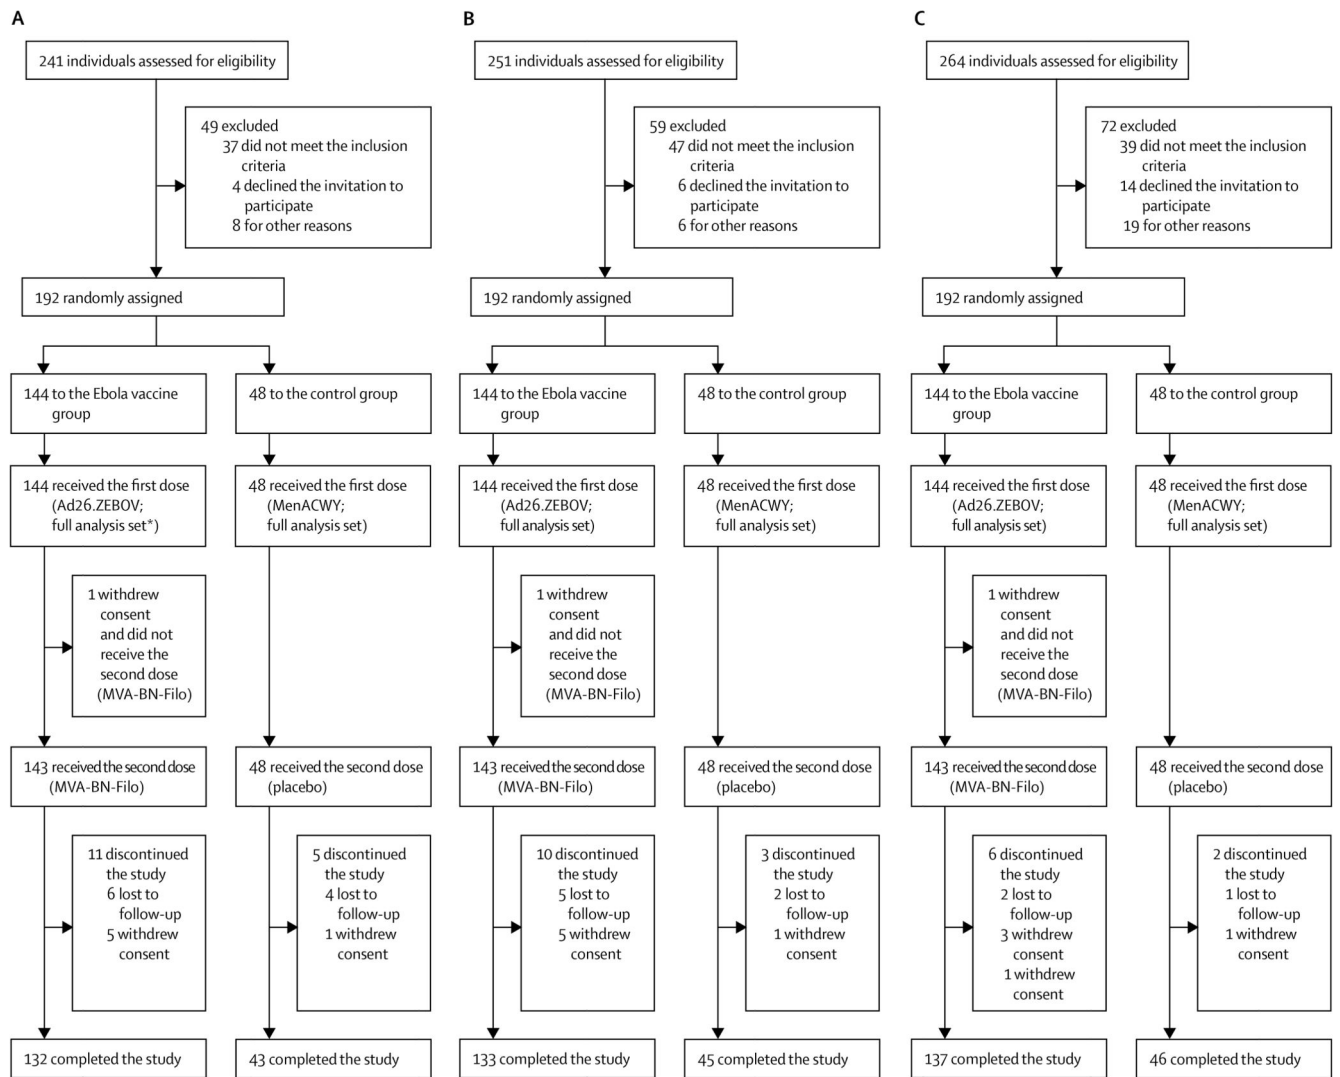 A
241 individuals assessed for eligibility
49 excluded
37 did not meet the inclusion
criteria
4 declined the invitation to
participate
8 for other reasons
192 randomly assigned
144 to the Ebola vaccine
group
48 to the control group
144 received the first dose
(Ad26.ZEBOV;
full analysis set*)
48 received the first dose
(MenACWY;
full analysis set)
1 withdrew
consent
and did not
receive the
second dose
(MVA-BN-Filo)
143 received the second dose
(MVA-BN-Filo)
48 received the second dose
(placebo)
11 discontinued
the study
6 lost to
follow-up
5 withdrew
consent
5 discontinued
the study
4 lost to
follow-up
1 withdrew
consent
132 completed the study
43 completed the study
B
251 individuals assessed for eligibility
59 excluded
47 did not meet the inclusion
criteria
6 declined the invitation to
participate
6 for other reasons
192 randomly assigned
144 to the Ebola vaccine
group
48 to the control group
144 received the first dose
(Ad26.ZEBOV;
full analysis set)
48 received the first dose
(MenACWY;
full analysis set)
1 withdrew
consent
and did not
receive the
second dose
(MVA-BN-Filo)
143 received the second dose
(MVA-BN-Filo)
48 received the second dose
(placebo)
10 discontinued
the study
5 lost to
follow-up
5 withdrew
consent
3 discontinued
the study
2 lost to
follow-up
1 withdrew
consent
133 completed the study
45 completed the study
C
264 individuals assessed for eligibility
72 excluded
39 did not meet the inclusion
criteria
14 declined the invitation to
participate
19 for other reasons
192 randomly assigned
144 to the Ebola vaccine
group
48 to the control group
144 received the first dose
(Ad26.ZEBOV;
full analysis set)
48 received the first dose
(MenACWY;
full analysis set)
1 withdrew
consent
and did not
receive the
second dose
(MVA-BN-Filo)
143 received the second dose
(MVA-BN-Filo)
48 received the second dose
(placebo)
6 discontinued
the study
2 lost to
follow-up
3 withdrew
consent
1 withdrew
consent
2 discontinued
the study
1 lost to
follow-up
1 withdrew
consent
137 completed the study
46 completed the study